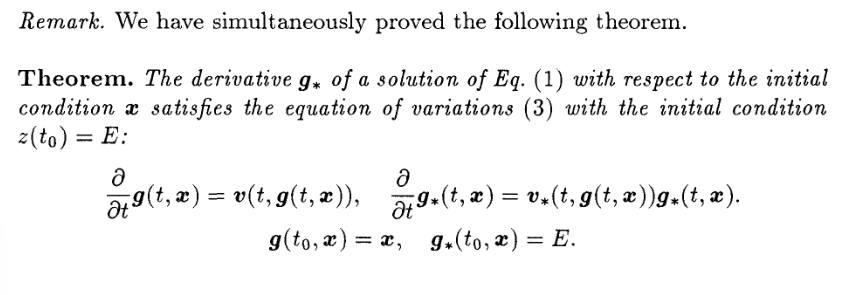 Remark. We have simultaneously proved the following theorem.
Theorem. The derivative g∗ of a solution of Eq. (1) with respect to the initial
condition x satisfies the equation of variations (3) with the initial condition
z(t₀) = E:
∂/∂t g(t, x) = v(t, g(t, x)), ∂/∂t g∗(t, x) = v∗(t, g(t, x))g∗(t, x).
g(t₀, x) = x, g∗(t₀, x) = E.